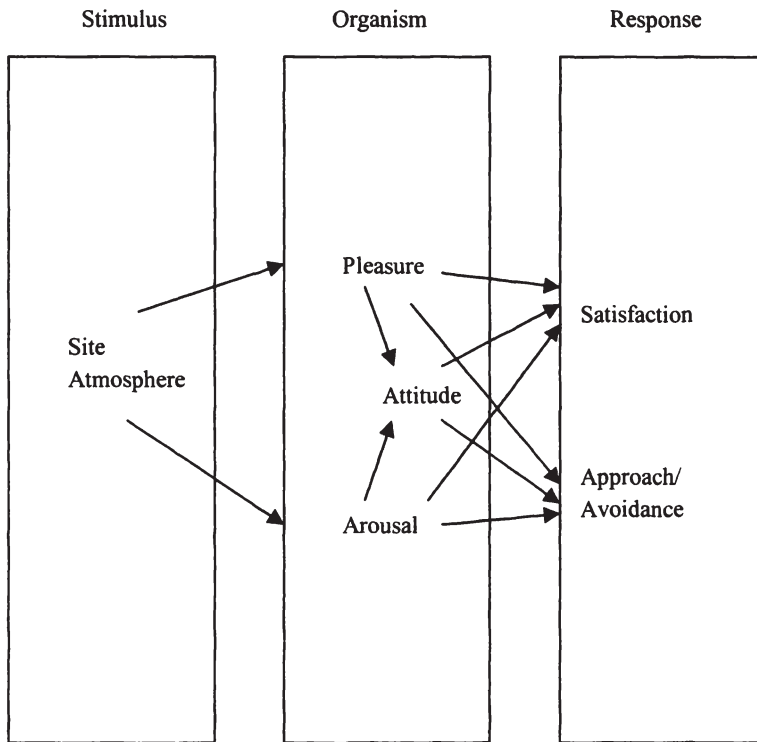 Stimulus
Organism
Response
Pleasure
Satisfaction
Site
Atmosphere
Attitude
Approach/
Avoidance
Arousal